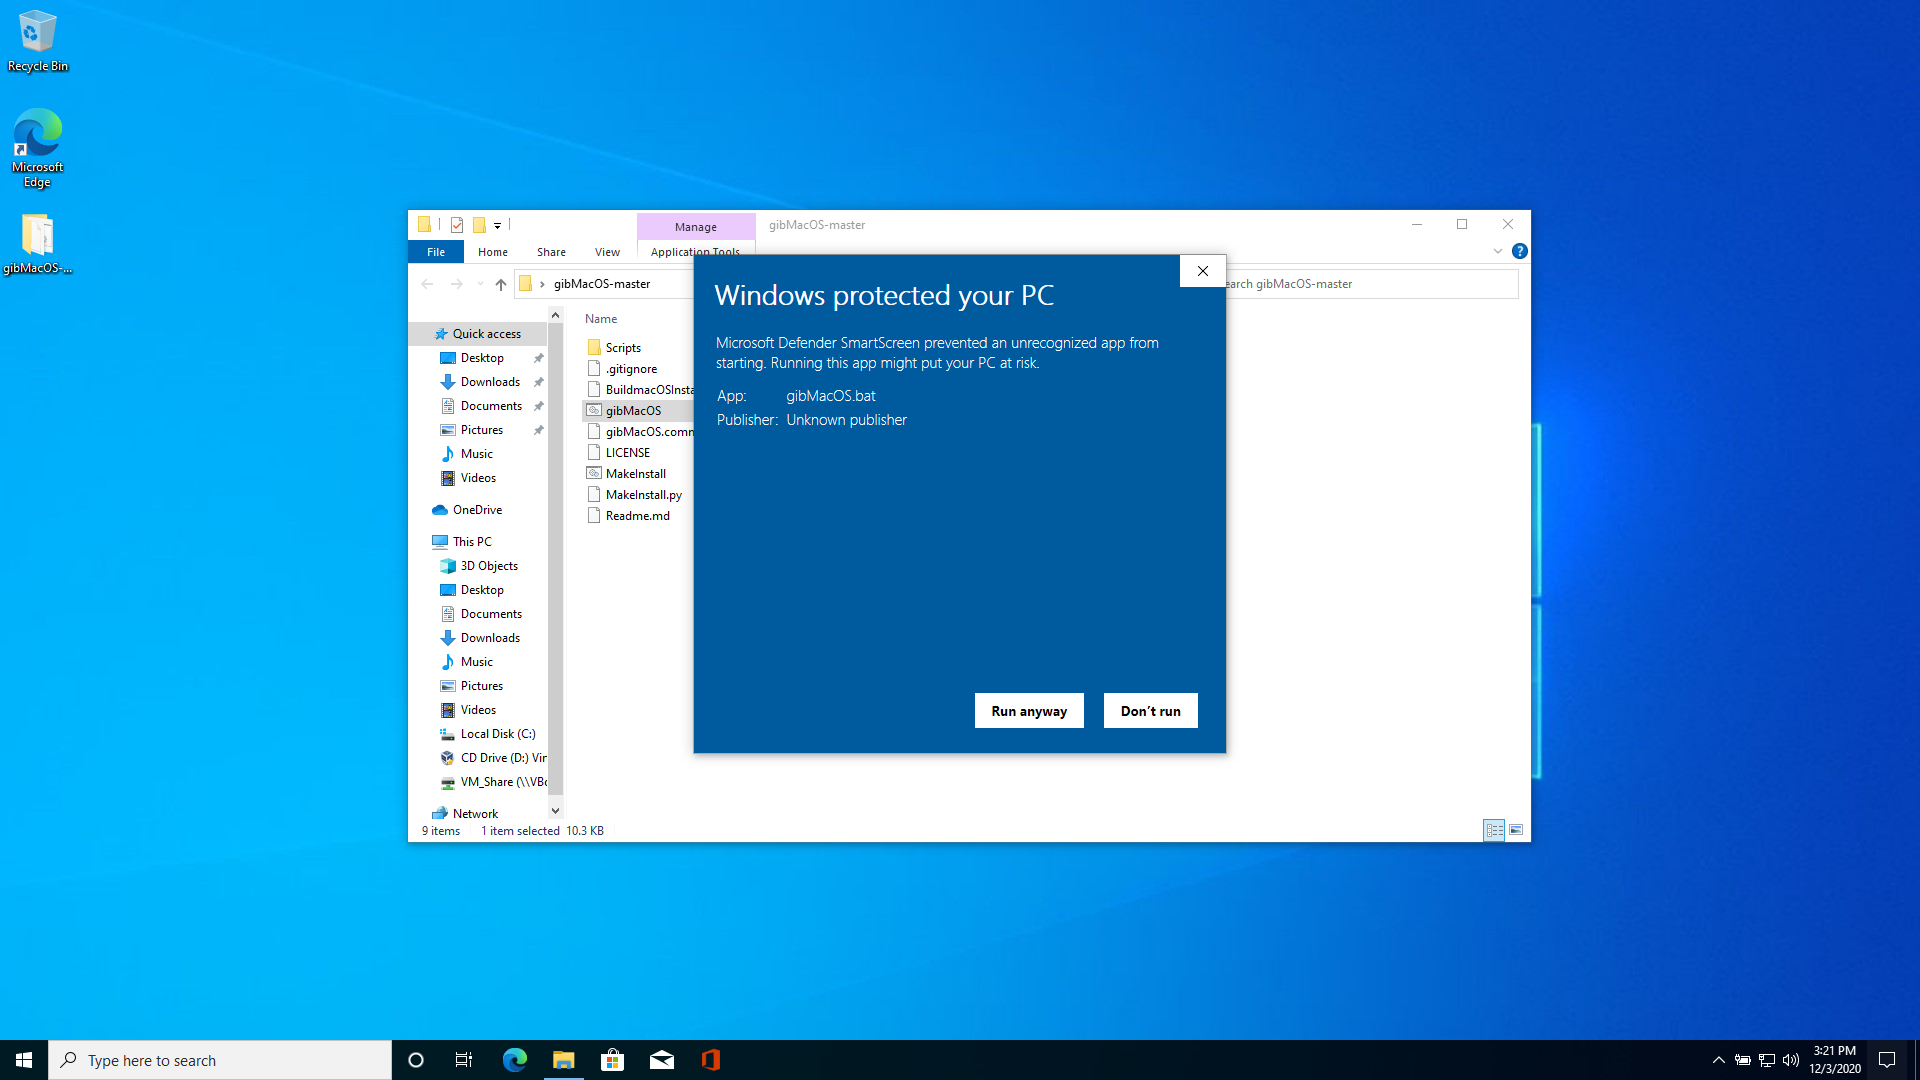 Recycle Bin
Microsoft
Edge
gibMacOS-...
Manage
gibMacOS-master
File
Home
Share
View
Application Tools
?
gibMacOS-master
earch gibMacOS-master
Quick access
Desktop
Downloads
Documents
Pictures
Music
Videos
OneDrive
This PC
3D Objects
Desktop
Documents
Downloads
Music
Pictures
Videos
Local Disk (C:)
CD Drive (D:) Vir
VM_Share (\\VBo
Network
Name
Scripts
.gitignore
BuildmacOSInsta
gibMacOS
gibMacOS.comm
LICENSE
MakeInstall
MakeInstall.py
Readme.md
Windows protected your PC
Microsoft Defender SmartScreen prevented an unrecognized app from
starting. Running this app might put your PC at risk.
App: gibMacOS.bat
Publisher: Unknown publisher
Run anyway
Don't run
9 items 1 item selected 10.3 KB
Type here to search
3:21 PM
12/3/2020